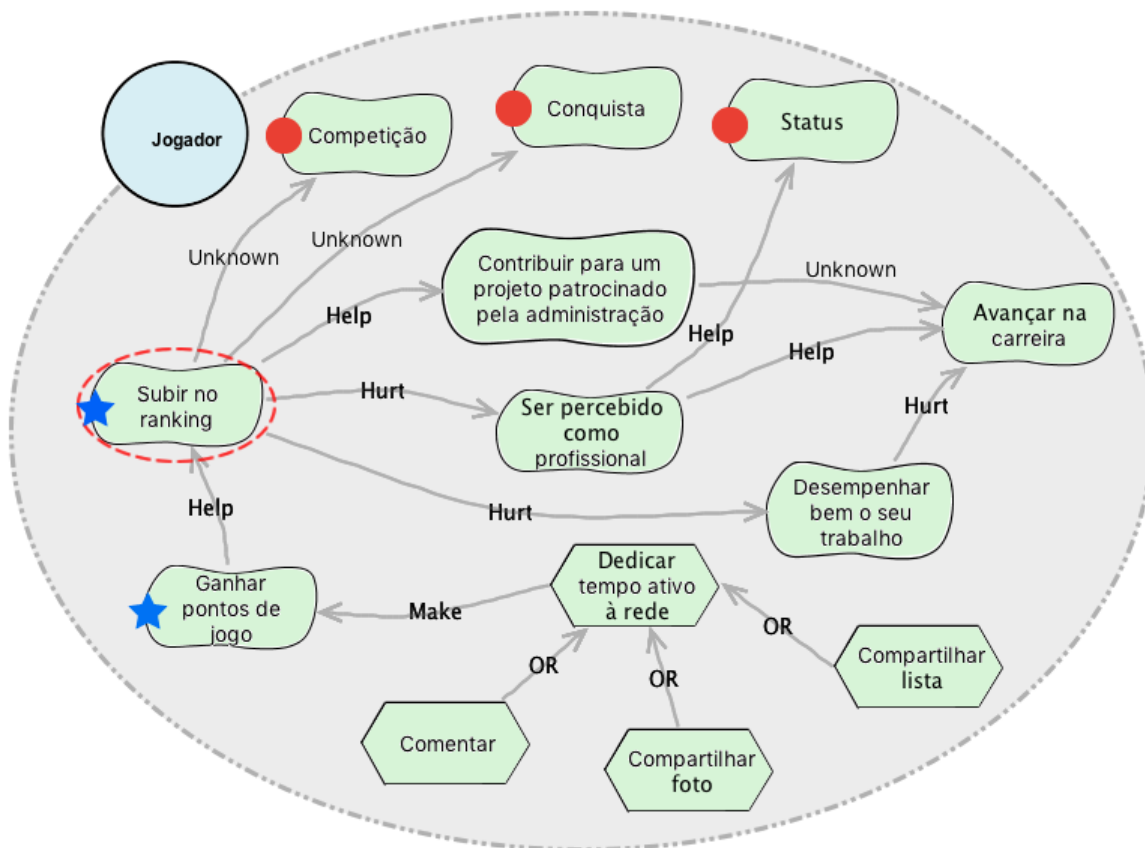 Jogador
Competição
Conquista
Status
Unknown
Unknown
Contribuir para um
projeto patrocinado
pela administração
Unknown
Avançar na
carreira
Help
Help
Help
Subir no
ranking
Hurt
Ser percebido
como
profissional
Hurt
Help
Hurt
Desempenhar
bem o seu
trabalho
Ganhar
pontos de
jogo
Make
Dedicar
tempo ativo
à rede
OR
OR
OR
Compartilhar
lista
Comentar
Compartilhar
foto